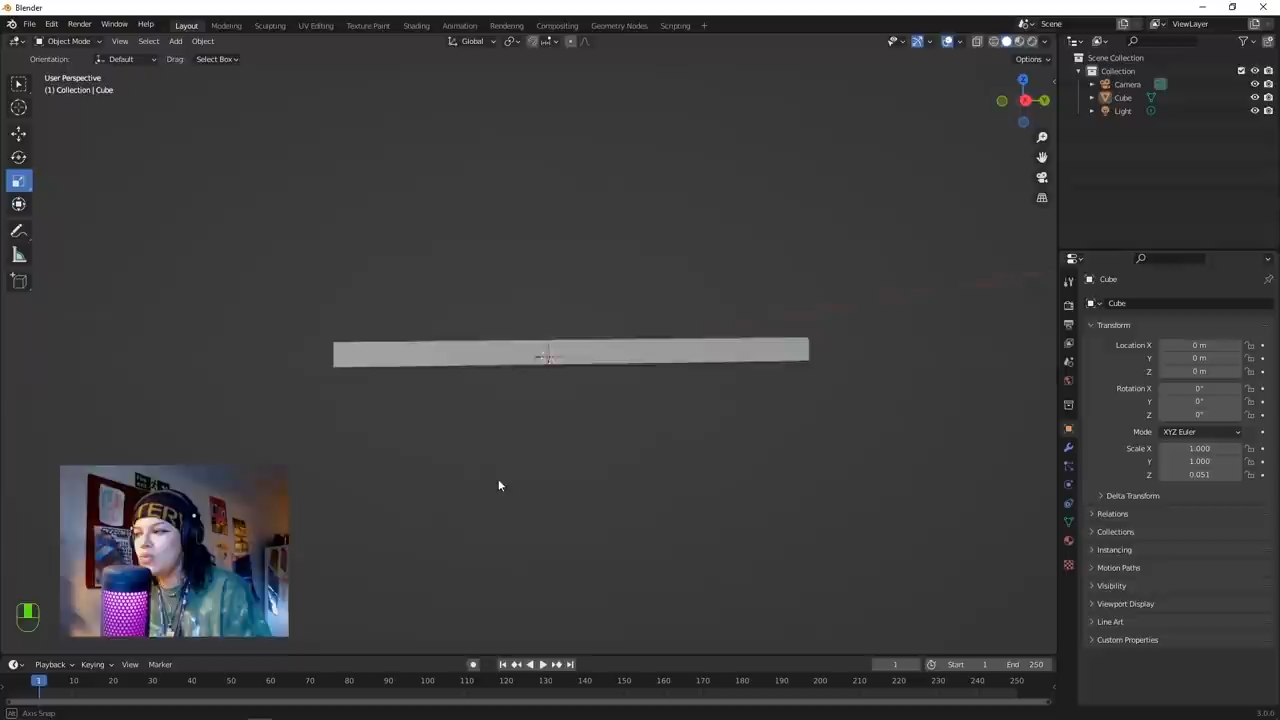 Blender
File Edit Render Window Help Layout Modeling Sculpting UV Editing Texture Paint Shading Animation Rendering Compositing Geometry Nodes Scripting + Scene ViewLayer
Object Mode View Select Add Object Global
Orientation: Default Drag: Select Box Options
User Perspective
(1) Collection | Cube
Scene Collection
Collection
Camera
Cube
Light
Z
X
Y
Cube
Cube
Transform
Location X 0 m
Y 0 m
Z 0 m
Rotation X 0°
Y 0°
Z 0°
Mode XYZ Euler
Scale X 1.000
Y 1.000
Z 0.051
Delta Transform
Relations
Collections
Instancing
Motion Paths
Visibility
Viewport Display
Line Art
Custom Properties
TER
Playback Keying View Marker 1 Start 1 End 250
1 10 20 30 40 50 60 70 80 90 100 110 120 130 140 150 160 170 180 190 200 210 220 230 240 250
Alt Axis Snap 3.0.0